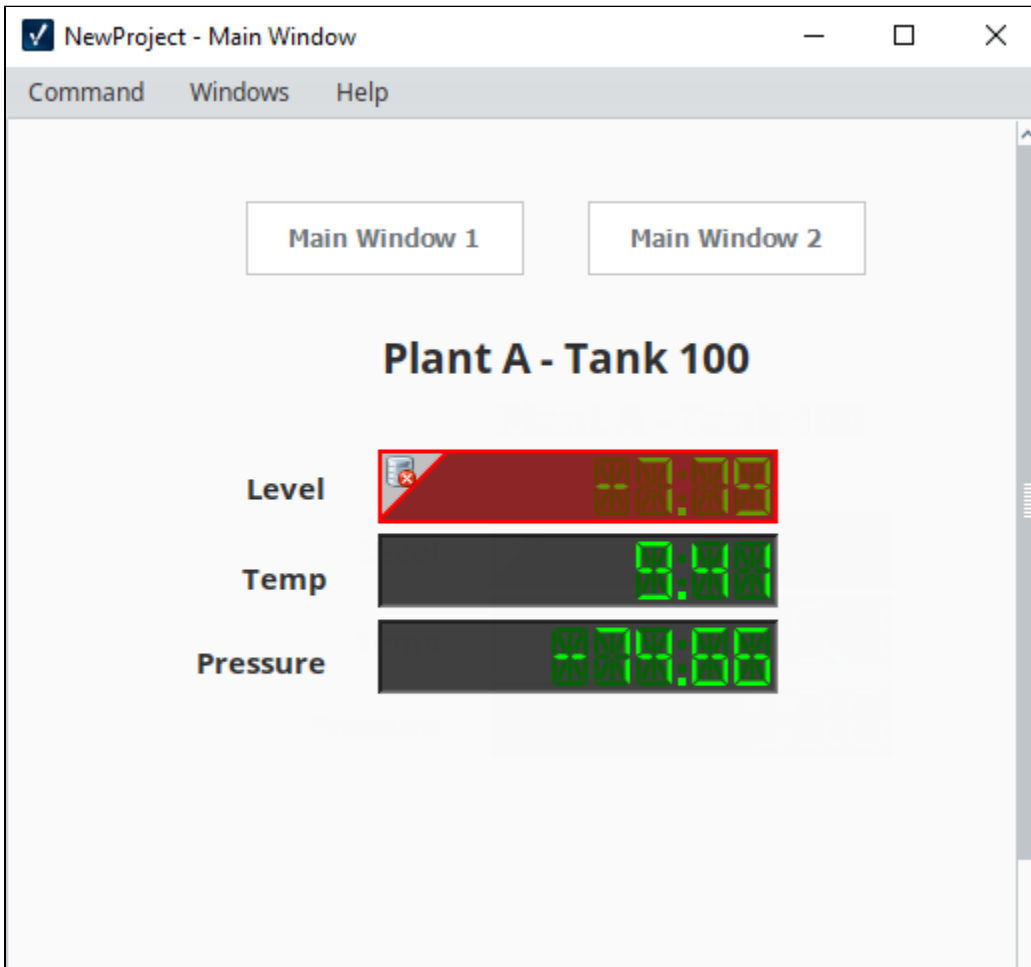 NewProject - Main Window
Command Windows Help
Main Window 1 Main Window 2
Plant A - Tank 100
Level -7.79
Temp 9.41
Pressure -74.66